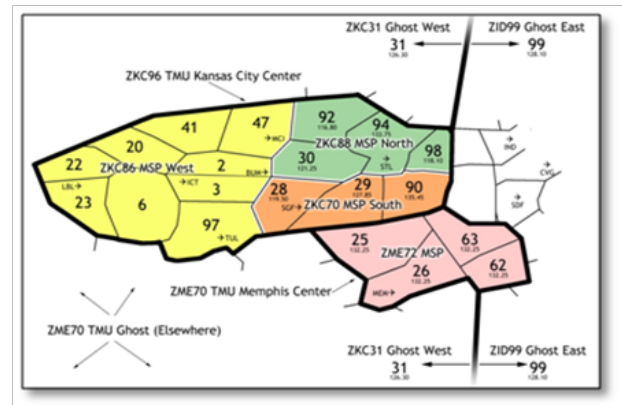 ZKC31 Ghost West
31
126.30
ZID99 Ghost East
99
128.10
ZKC96 TMU Kansas City Center
41
47
→MCI
92
116.80
94
133.75
ZKC88 MSP North
98
118.10
20
22
ZKC86 MSP West
2
BUM→
30
121.25
→STL
→IND
LBL→
→ICT
3
28
119.50
29
127.85
90
135.45
→CVG
23
6
SGF→
ZKC70 MSP South
→SDF
97
→TUL
25
132.25
63
132.25
ZME72 MSP
62
132.25
26
132.25
ZME70 TMU Memphis Center
MEM→
ZME70 TMU Ghost (Elsewhere)
ZKC31 Ghost West
31
126.30
ZID99 Ghost East
99
128.10